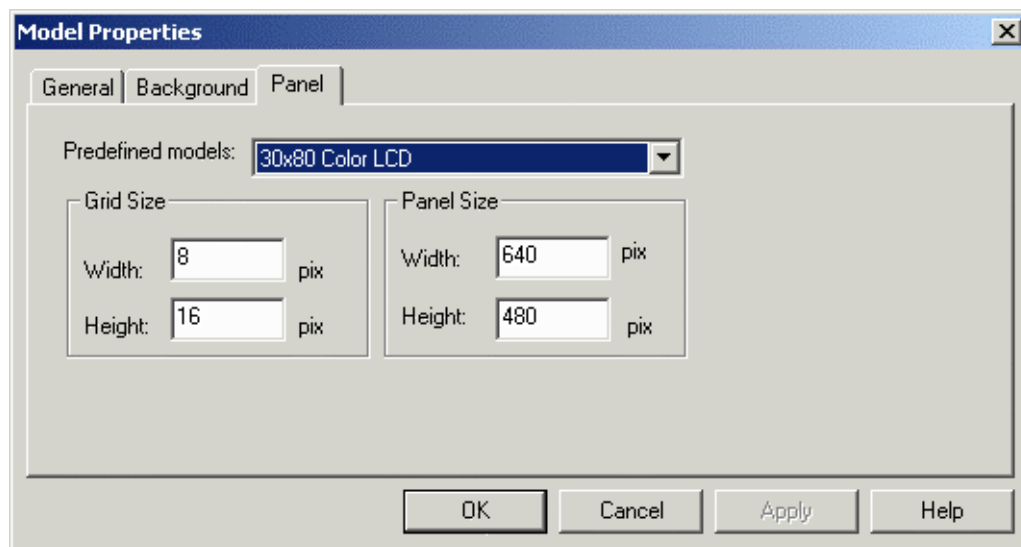 Model Properties
General Background Panel
Predefined models: 30x80 Color LCD
Grid Size
Width: 8 pix
Height: 16 pix
Panel Size
Width: 640 pix
Height: 480 pix
OK Cancel Apply Help